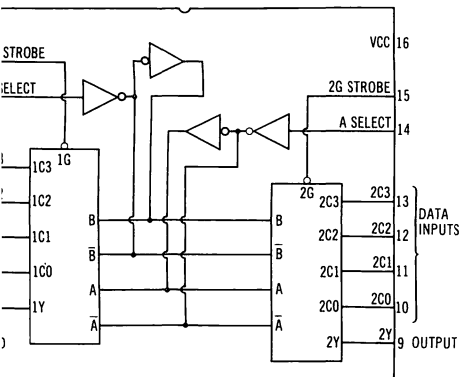 STROBE
VCC 16
ELECT
2G STROBE
15
A SELECT
14
1G
1C3
1C2
1C1
1C0
1Y
B
B̅
A
A̅
2G
B
B̅
A
A̅
2C3
2C2
2C1
2C0
2Y
2C3 13
2C2 12
2C1 11
2C0 10
2Y 9
DATA
INPUTS
OUTPUT